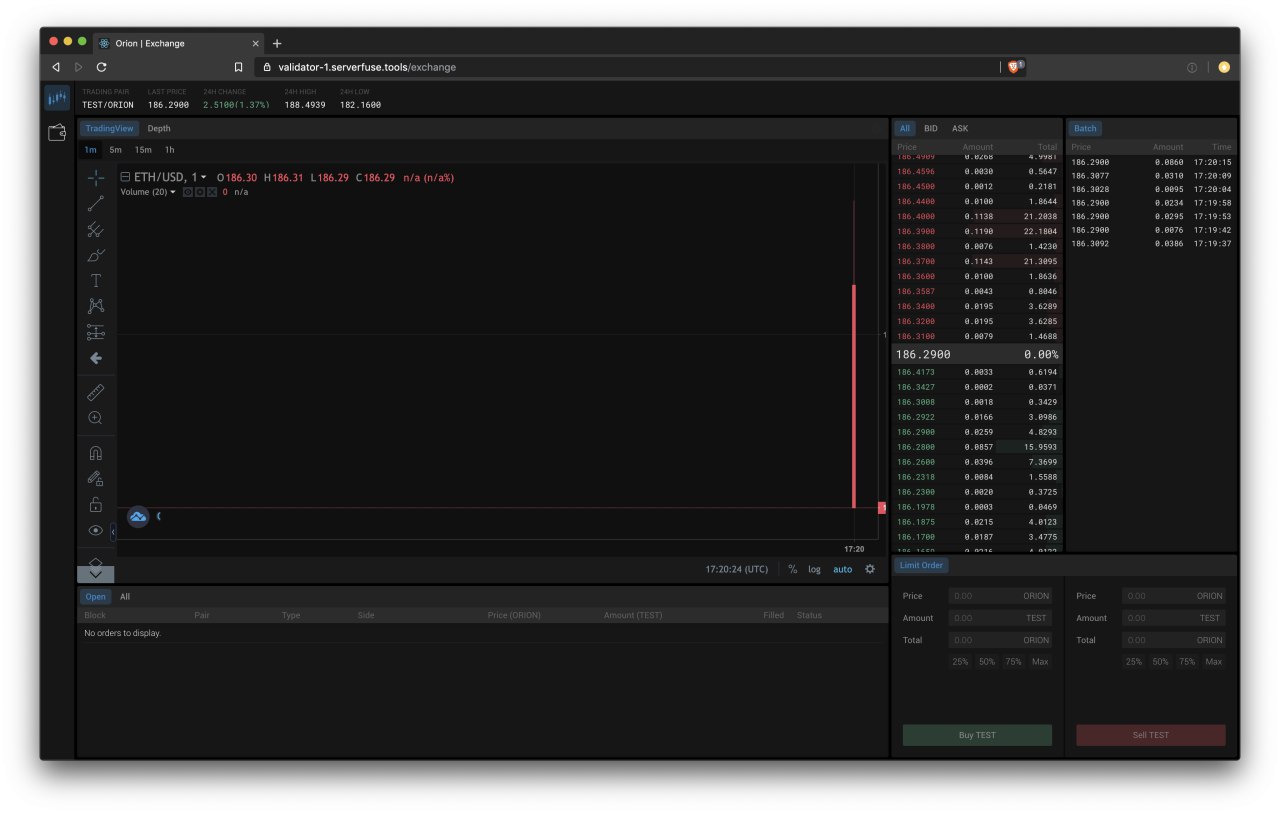 Orion | Exchange
validator-1.serverfuse.tools/exchange
1
TRADING PAIR LAST PRICE 24H CHANGE 24H HIGH 24H LOW
TEST/ORION 186.2900 2.5100(1.37%) 188.4939 182.1600
TradingView Depth
1m 5m 15m 1h
ETH/USD, 1 O186.30 H186.31 L186.29 C186.29 n/a (n/a%)
Volume (20) 0 n/a
T
1
1
17:20
17:20:24 (UTC) % log auto
Open All
Block Pair Type Side Price (ORION) Amount (TEST) Filled Status
No orders to display.
All BID ASK
Price Amount Total
186.4909 0.0268 4.9981
186.4596 0.0030 0.5647
186.4500 0.0012 0.2181
186.4400 0.0100 1.8644
186.4000 0.1138 21.2038
186.3900 0.1190 22.1804
186.3800 0.0076 1.4230
186.3700 0.1143 21.3095
186.3600 0.0100 1.8636
186.3587 0.0043 0.8046
186.3400 0.0195 3.6289
186.3200 0.0195 3.6285
186.3100 0.0079 1.4688
186.2900 0.00%
186.4173 0.0033 0.6194
186.3427 0.0002 0.0371
186.3008 0.0018 0.3429
186.2922 0.0166 3.0986
186.2900 0.0259 4.8293
186.2800 0.0857 15.9593
186.2600 0.0396 7.3699
186.2318 0.0084 1.5588
186.2300 0.0020 0.3725
186.1978 0.0003 0.0469
186.1875 0.0215 4.0123
186.1700 0.0187 3.4775
Batch
Price Amount Time
186.2900 0.0860 17:20:15
186.3077 0.0310 17:20:09
186.3028 0.0095 17:20:04
186.2900 0.0234 17:19:58
186.2900 0.0295 17:19:53
186.2900 0.0076 17:19:42
186.3092 0.0386 17:19:37
Limit Order
Price 0.00 ORION
Amount 0.00 TEST
Total 0.00 ORION
25% 50% 75% Max
Buy TEST
Price 0.00 ORION
Amount 0.00 TEST
Total 0.00 ORION
25% 50% 75% Max
Sell TEST